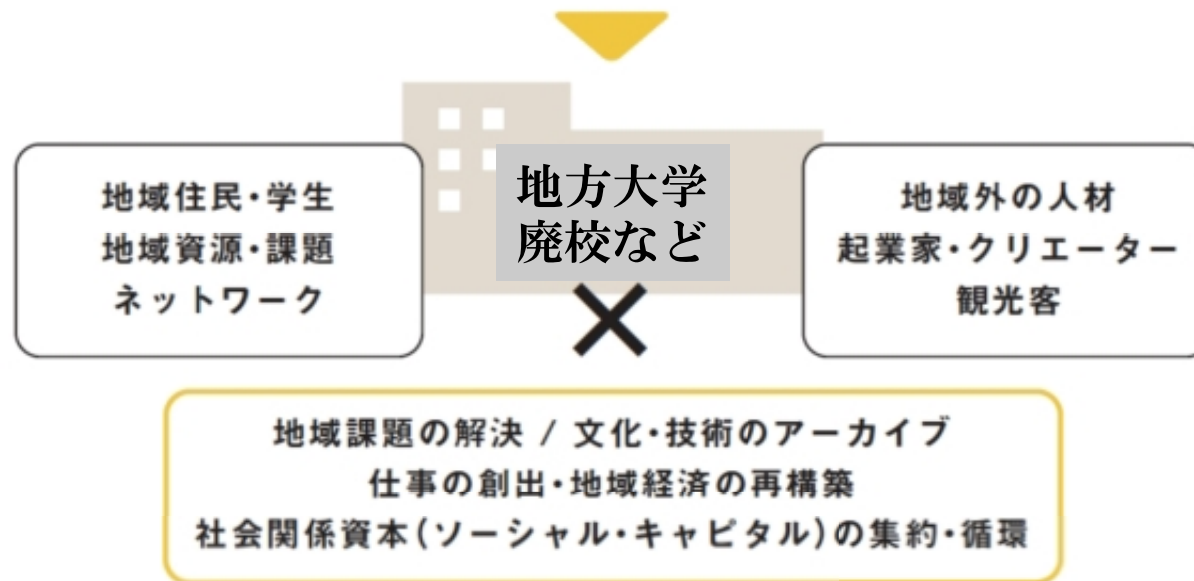 地方大学
廃校など
地域住民・学生
地域資源・課題
ネットワーク
地域外の人材
起業家・クリエーター
観光客
×
地域課題の解決 / 文化・技術のアーカイブ
仕事の創出・地域経済の再構築
社会関係資本(ソーシャル・キャピタル)の集約・循環